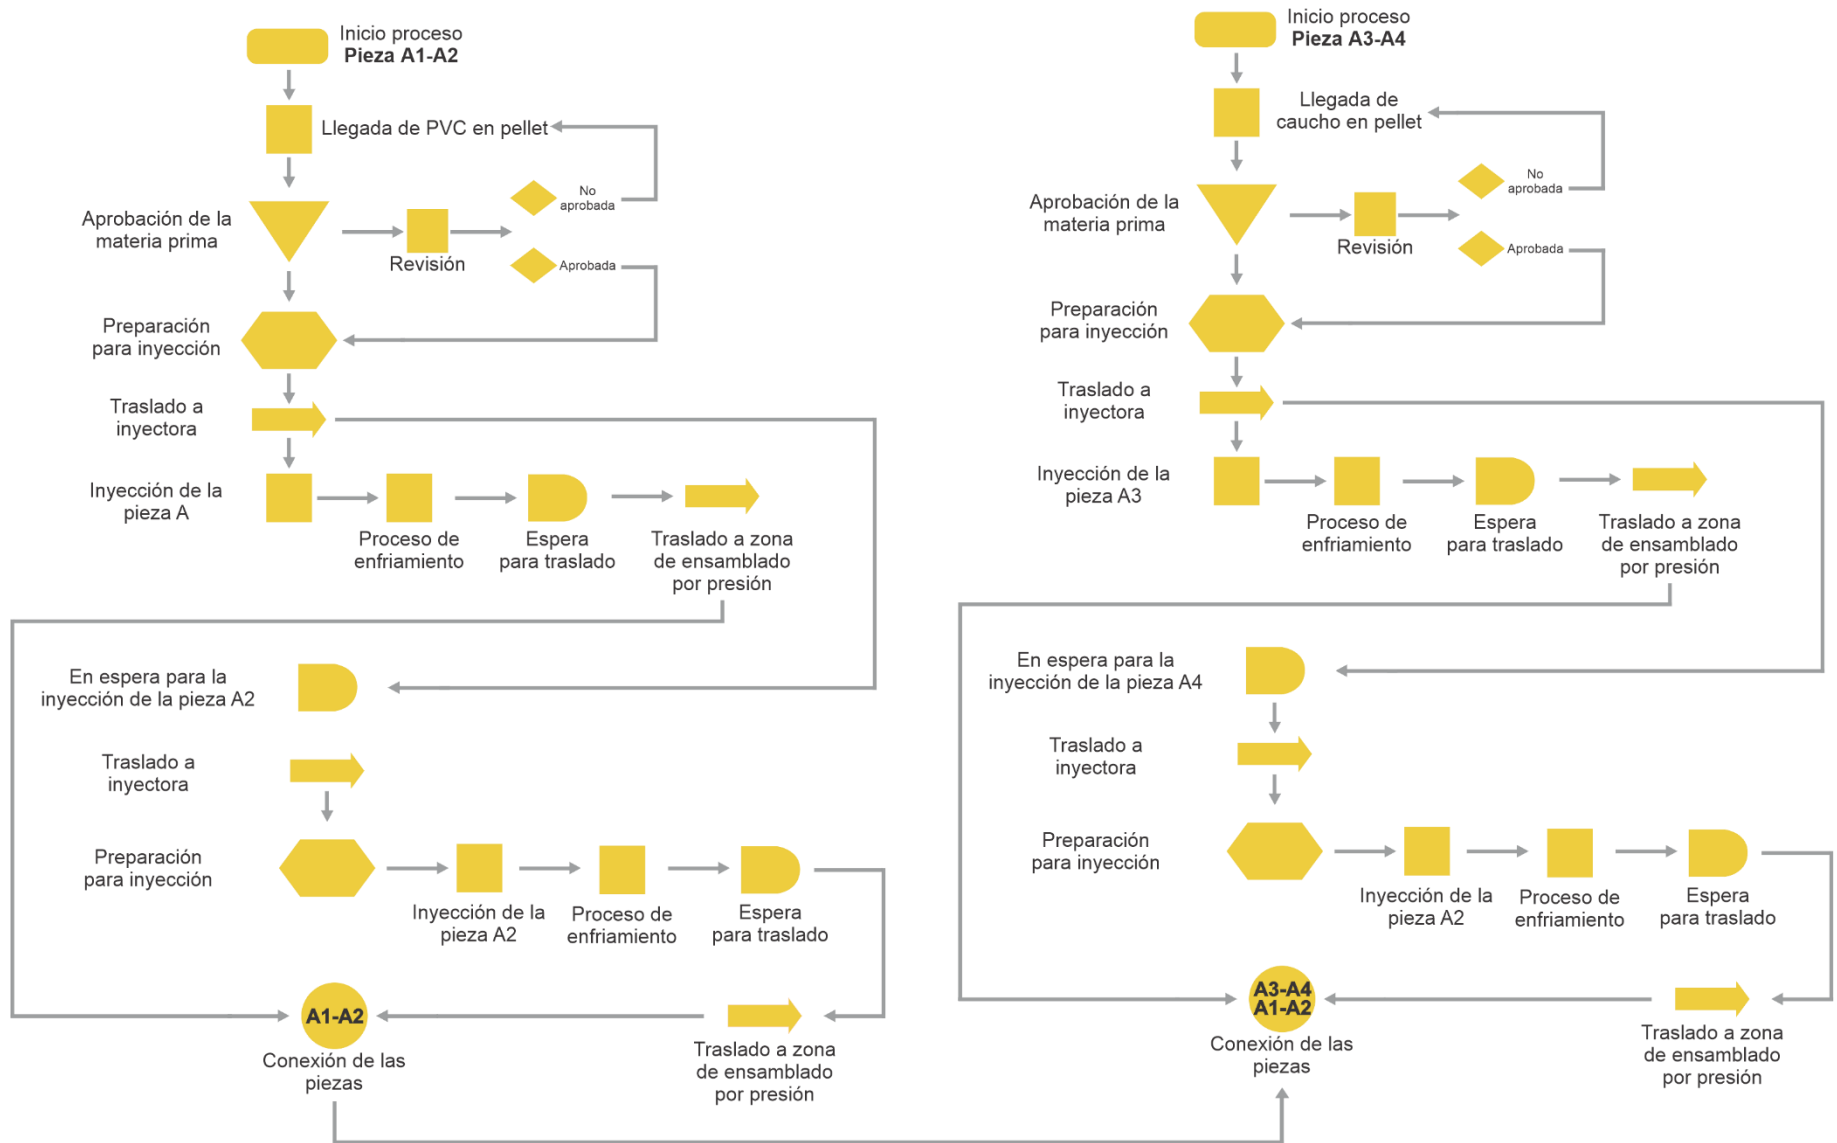 Inicio proceso
Pieza A1-A2
Llegada de PVC en pellet
No
aprobada
Aprobación de la
materia prima
Revisión
Aprobada
Preparación
para inyección
Traslado a
inyectora
Inyección de la
pieza A
Proceso de
enfriamiento
Espera
para traslado
Traslado a zona
de ensamblado
por presión
En espera para la
inyección de la pieza A2
Traslado a
inyectora
Preparación
para inyección
Inyección de la
pieza A2
Proceso de
enfriamiento
Espera
para traslado
A1-A2
Conexión de las
piezas
Traslado a zona
de ensamblado
por presión
Inicio proceso
Pieza A3-A4
Llegada de
caucho en pellet
No
aprobada
Aprobación de la
materia prima
Revisión
Aprobada
Preparación
para inyección
Traslado a
inyectora
Inyección de la
pieza A3
Proceso de
enfriamiento
Espera
para traslado
Traslado a zona
de ensamblado
por presión
En espera para la
inyección de la pieza A4
Traslado a
inyectora
Preparación
para inyección
Inyección de la
pieza A2
Proceso de
enfriamiento
Espera
para traslado
A3-A4
A1-A2
Conexión de las
piezas
Traslado a zona
de ensamblado
por presión